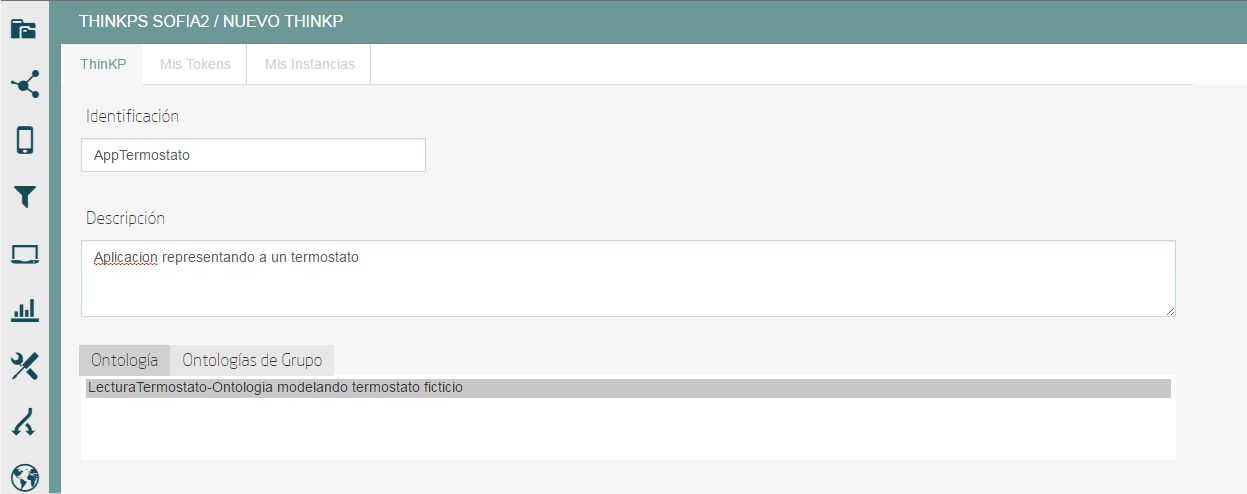 THINKPS SOFIA2 / NUEVO THINKP
ThinKP Mis Tokens Mis Instancias
Identificación
AppTermostato
Descripción
Aplicacion representando a un termostato
Ontología Ontologías de Grupo
LecturaTermostato-Ontologia modelando termostato ficticio